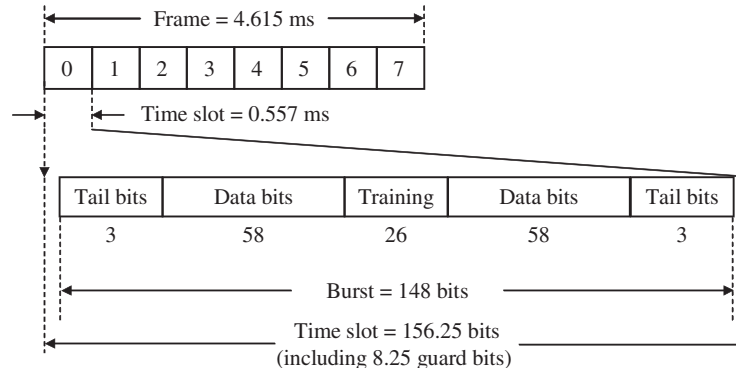 Frame = 4.615 ms
0 1 2 3 4 5 6 7
Time slot = 0.557 ms
Tail bits Data bits Training Data bits Tail bits
3 58 26 58 3
Burst = 148 bits
Time slot = 156.25 bits
(including 8.25 guard bits)